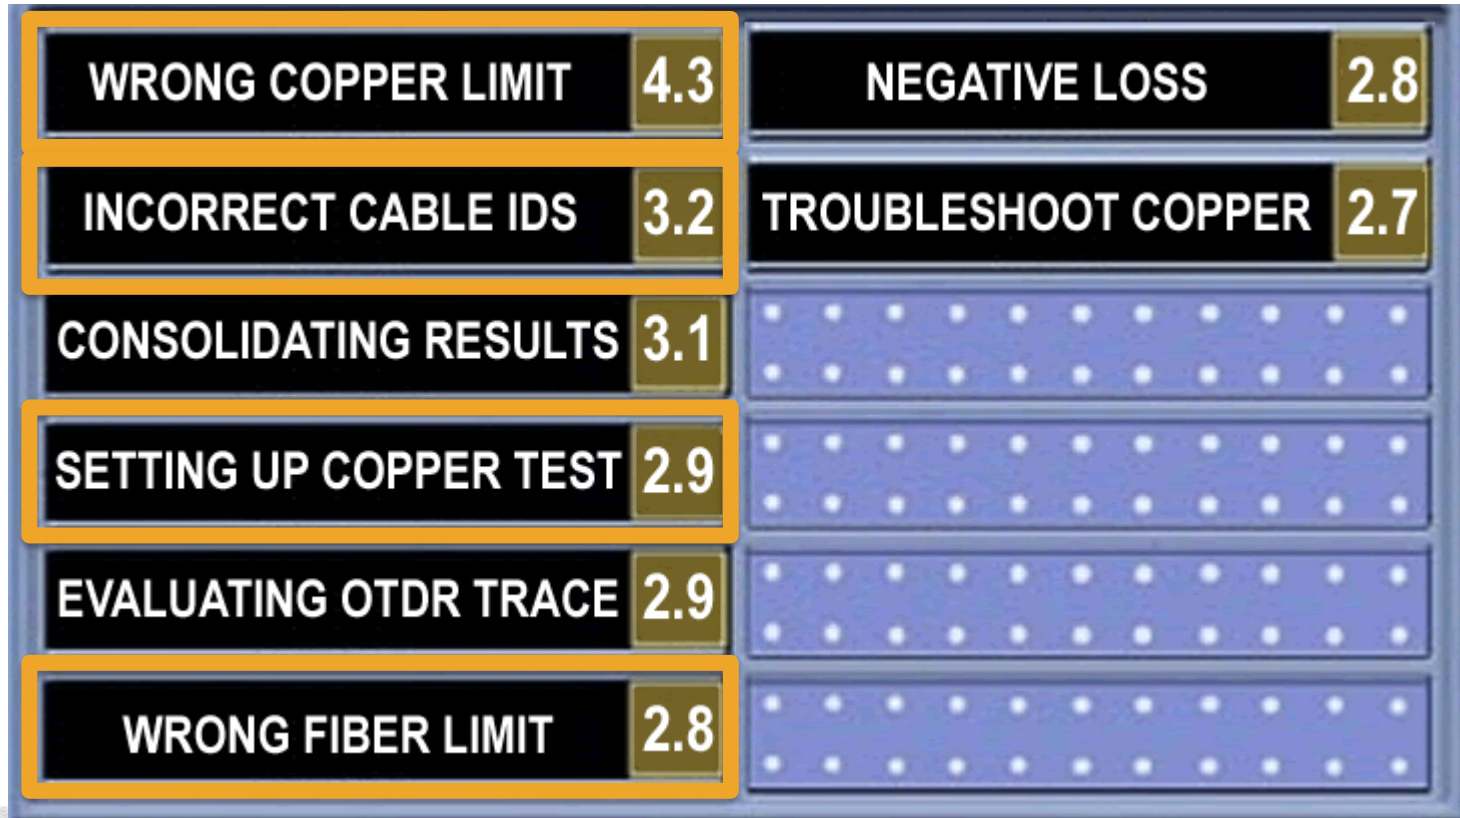 WRONG COPPER LIMIT 4.3
INCORRECT CABLE IDS 3.2
CONSOLIDATING RESULTS 3.1
SETTING UP COPPER TEST 2.9
EVALUATING OTDR TRACE 2.9
WRONG FIBER LIMIT 2.8
NEGATIVE LOSS 2.8
TROUBLESHOOT COPPER 2.7